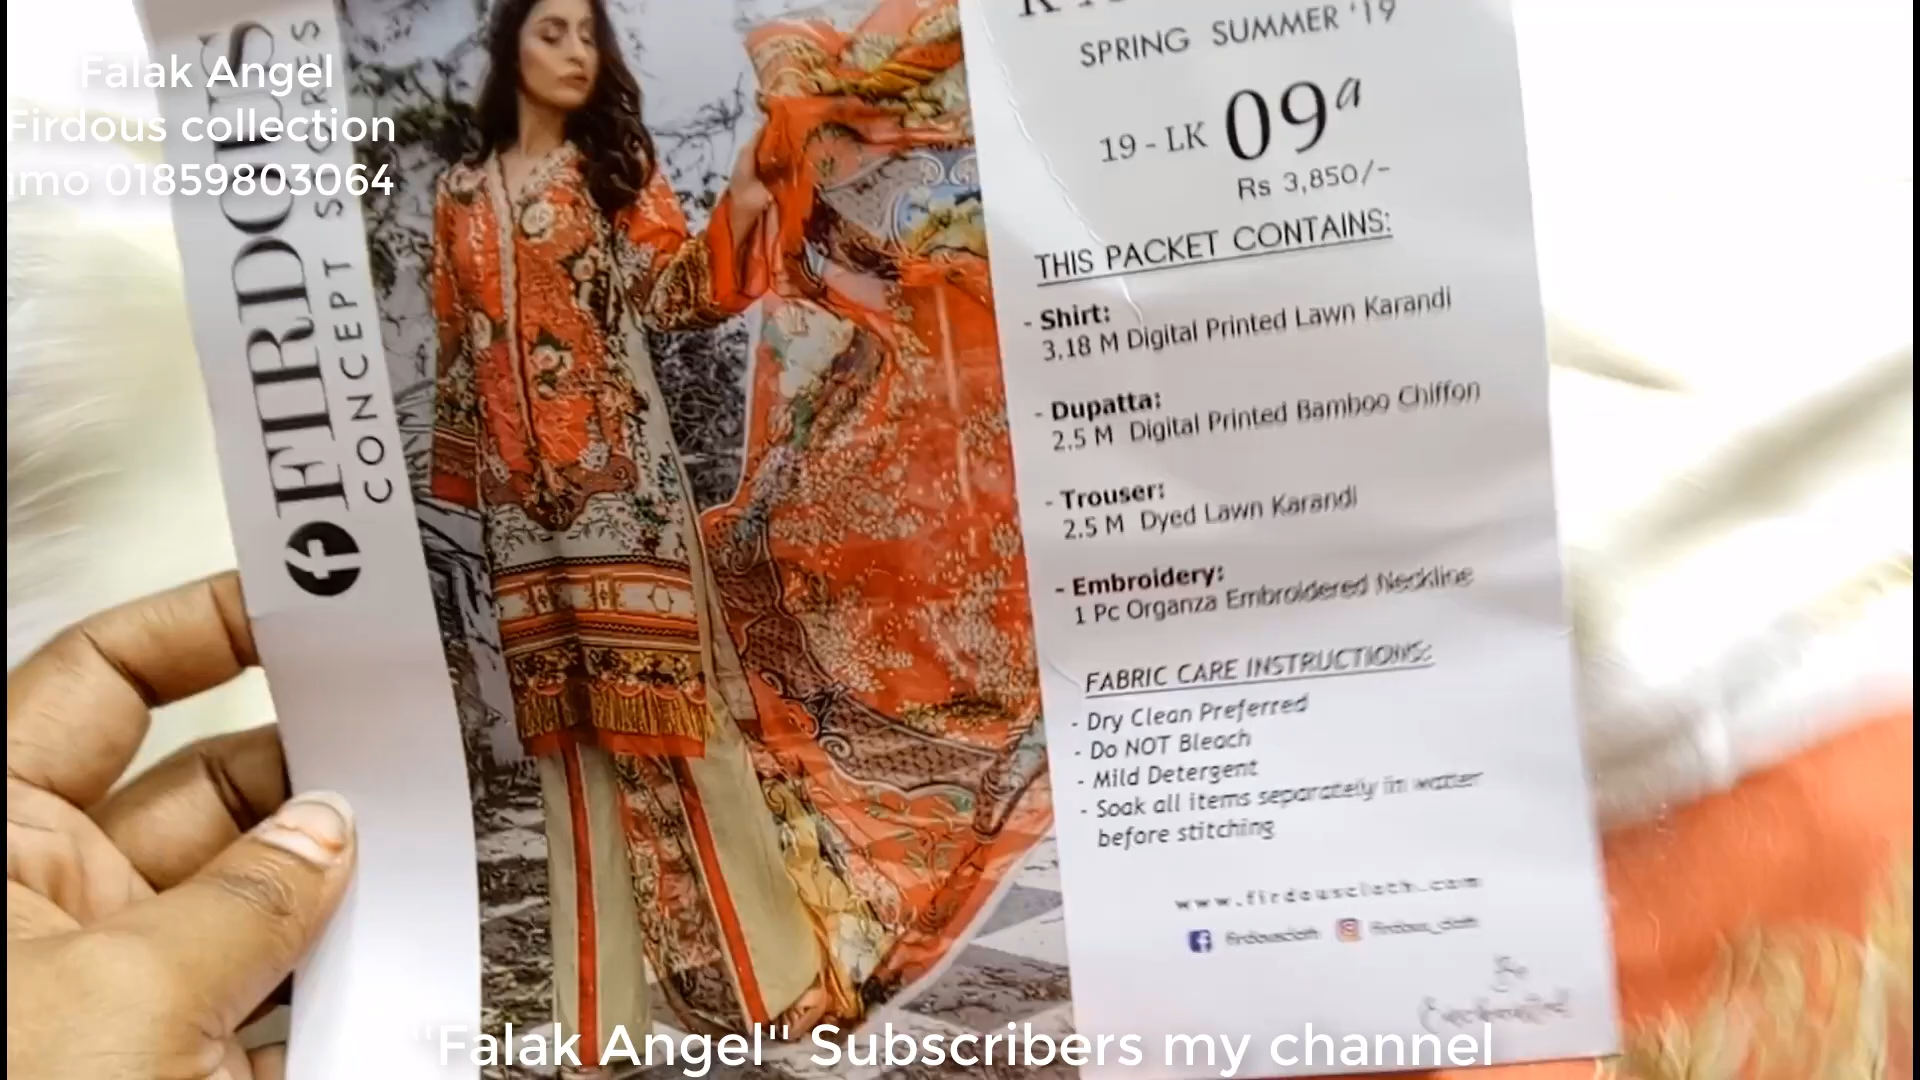 Falak Angel
Firdous collection
imo 01859803064
FIRDOUS
CONCEPT STORES
SPRING SUMMER '19
19 - LK 09a
Rs 3,850/-
THIS PACKET CONTAINS:
- Shirt:
3.18 M Digital Printed Lawn Karandi
- Dupatta:
2.5 M Digital Printed Bamboo Chiffon
- Trouser:
2.5 M Dyed Lawn Karandi
- Embroidery:
1 Pc Organza Embroidered Neckline
FABRIC CARE INSTRUCTIONS:
- Dry Clean Preferred
- Do NOT Bleach
- Mild Detergent
- Soak all items separately in water
before stitching
www.firdouscloth.com
firdouscloth firdous_cloth
"Falak Angel" Subscribers my channel